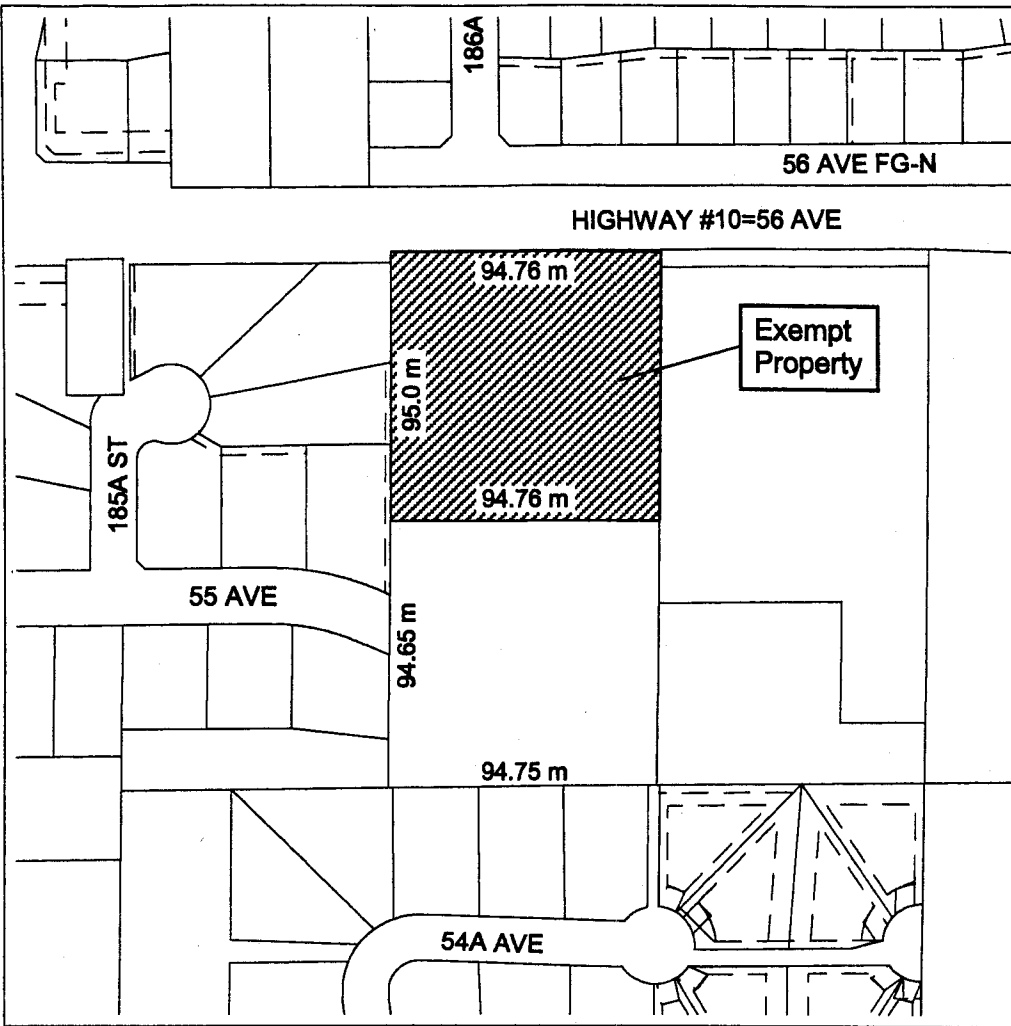 186A
56 AVE FG-N
HIGHWAY #10=56 AVE
94.76 m
Exempt
Property
95.0 m
185A ST
94.76 m
55 AVE
94.65 m
94.75 m
54A AVE